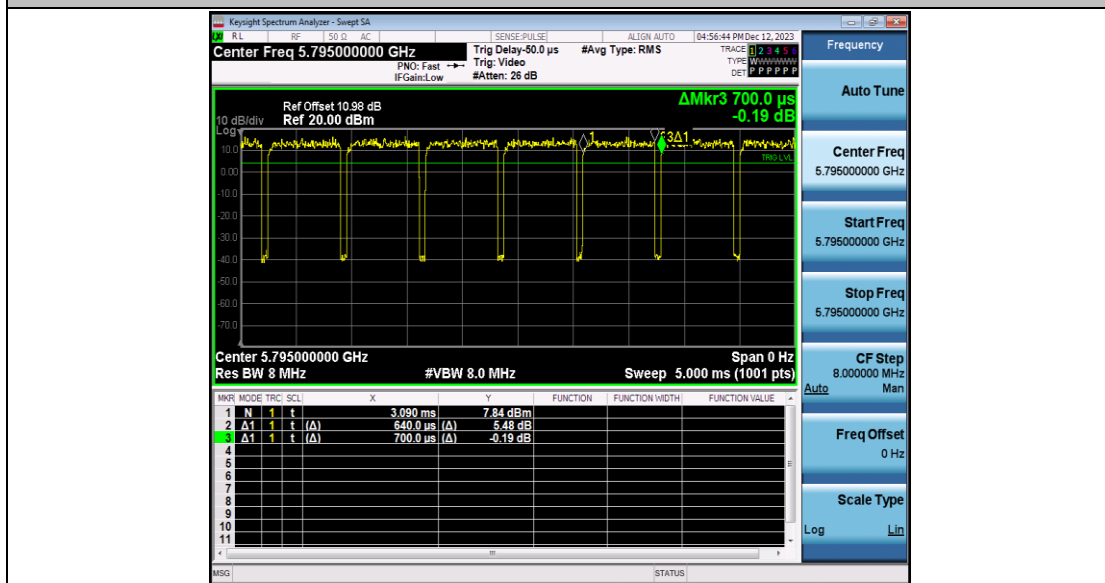 Keysight Spectrum Analyzer - Swept SA
RL RF 50 Ω AC SENSE:PULSE ALIGN AUTO 04:56:44 PM Dec 12, 2023
Center Freq 5.795000000 GHz
PNO: Fast
IFGain:Low
Trig Delay-50.0 µs
Trig: Video
#Atten: 26 dB
#Avg Type: RMS
TRACE 1 2 3 4 5 6
TYPE WWWWWW
DET P P P P P P
Frequency
Auto Tune
Center Freq
5.795000000 GHz
Start Freq
5.795000000 GHz
Stop Freq
5.795000000 GHz
CF Step
8.000000 MHz
Auto Man
Freq Offset
0 Hz
Scale Type
Log Lin
ΔMkr3 700.0 µs
-0.19 dB
Ref Offset 10.98 dB
10 dB/div Ref 20.00 dBm
Log
10.0
0.00
-10.0
-20.0
-30.0
-40.0
-50.0
-60.0
-70.0
1
3Δ1
TRIG LVL
Center 5.795000000 GHz Span 0 Hz
Res BW 8 MHz #VBW 8.0 MHz Sweep 5.000 ms (1001 pts)
MKR MODE TRC SCL X Y FUNCTION FUNCTION WIDTH FUNCTION VALUE
1 N 1 t 3.090 ms 7.84 dBm
2 Δ1 1 t (Δ) 640.0 µs (Δ) 5.48 dB
3 Δ1 1 t (Δ) 700.0 µs (Δ) -0.19 dB
4
5
6
7
8
9
10
11
MSG STATUS